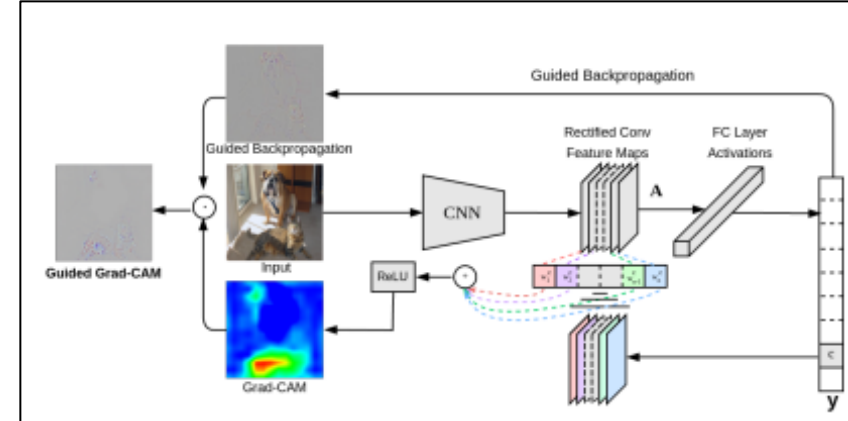 Guided Backpropagation
Rectified Conv
Feature Maps
FC Layer
Activations
Guided Backpropagation
A
CNN
Input
Guided Grad-CAM
ReLU
+
Grad-CAM
c
y